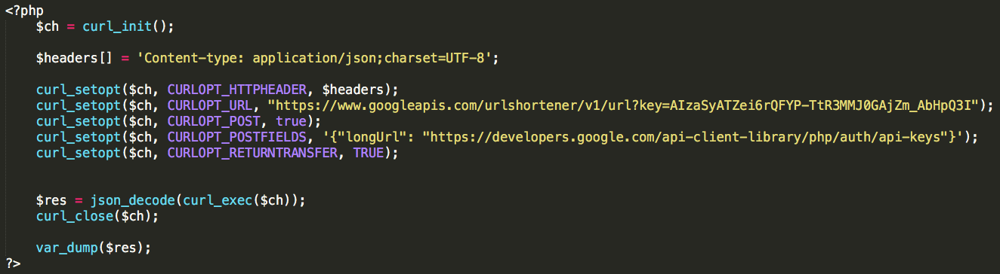 <?php
$ch = curl_init();
$headers[] = 'Content-type: application/json;charset=UTF-8';
curl_setopt($ch, CURLOPT_HTTPHEADER, $headers);
curl_setopt($ch, CURLOPT_URL, "https://www.googleapis.com/urlshortener/v1/url?key=AIzaSyATZei6rQFYP-TtR3MMJ0GAjZm_AbHpQ3I");
curl_setopt($ch, CURLOPT_POST, true);
curl_setopt($ch, CURLOPT_POSTFIELDS, '{"longUrl": "https://developers.google.com/api-client-library/php/auth/api-keys"}');
curl_setopt($ch, CURLOPT_RETURNTRANSFER, TRUE);
$res = json_decode(curl_exec($ch));
curl_close($ch);
var_dump($res);
?>